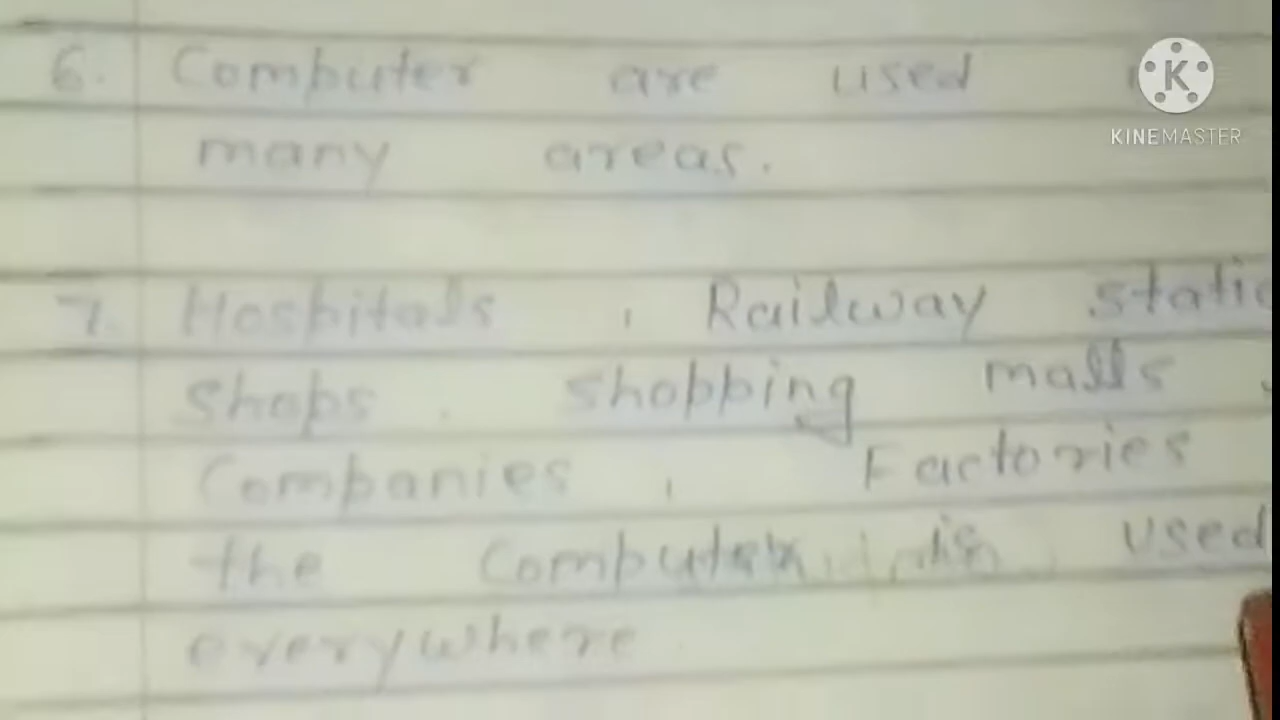 6. Computer are used
many areas.
7. Hospitals , Railway static
Shops . shopping malls ,
Companies , Factories
the Computer is used
everywhere
K
KINEMASTER